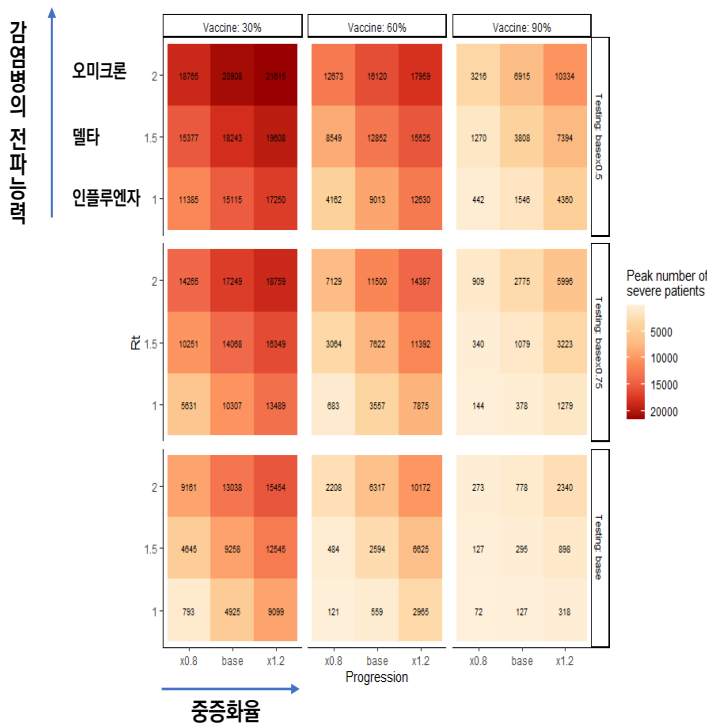 감염병의 전파능력
Vaccine: 30% Vaccine: 60% Vaccine: 90%
오미크론 2 18765 20908 21615 12673 16120 17969 3216 6915 10334
델타 1.5 15377 18243 19608 8549 12852 15625 1270 3808 7394
인플루엔자 1 11385 15115 17250 4162 9013 12630 442 1546 4360
Testing: basex0.5
2 14265 17249 18759 7129 11500 14387 909 2775 5996
Rt 1.5 10251 14068 16349 3064 7622 11392 340 1079 3223
1 5631 10307 13489 683 3557 7875 144 378 1279
Testing: basex0.75
2 9161 13038 15454 2208 6317 10172 273 778 2340
1.5 4645 9258 12545 484 2594 6625 127 295 898
1 793 4925 9099 121 559 2965 72 127 318
Testing: base
x0.8 base x1.2 x0.8 base x1.2 x0.8 base x1.2
Progression
중증화율
Peak number of
severe patients
5000
10000
15000
20000